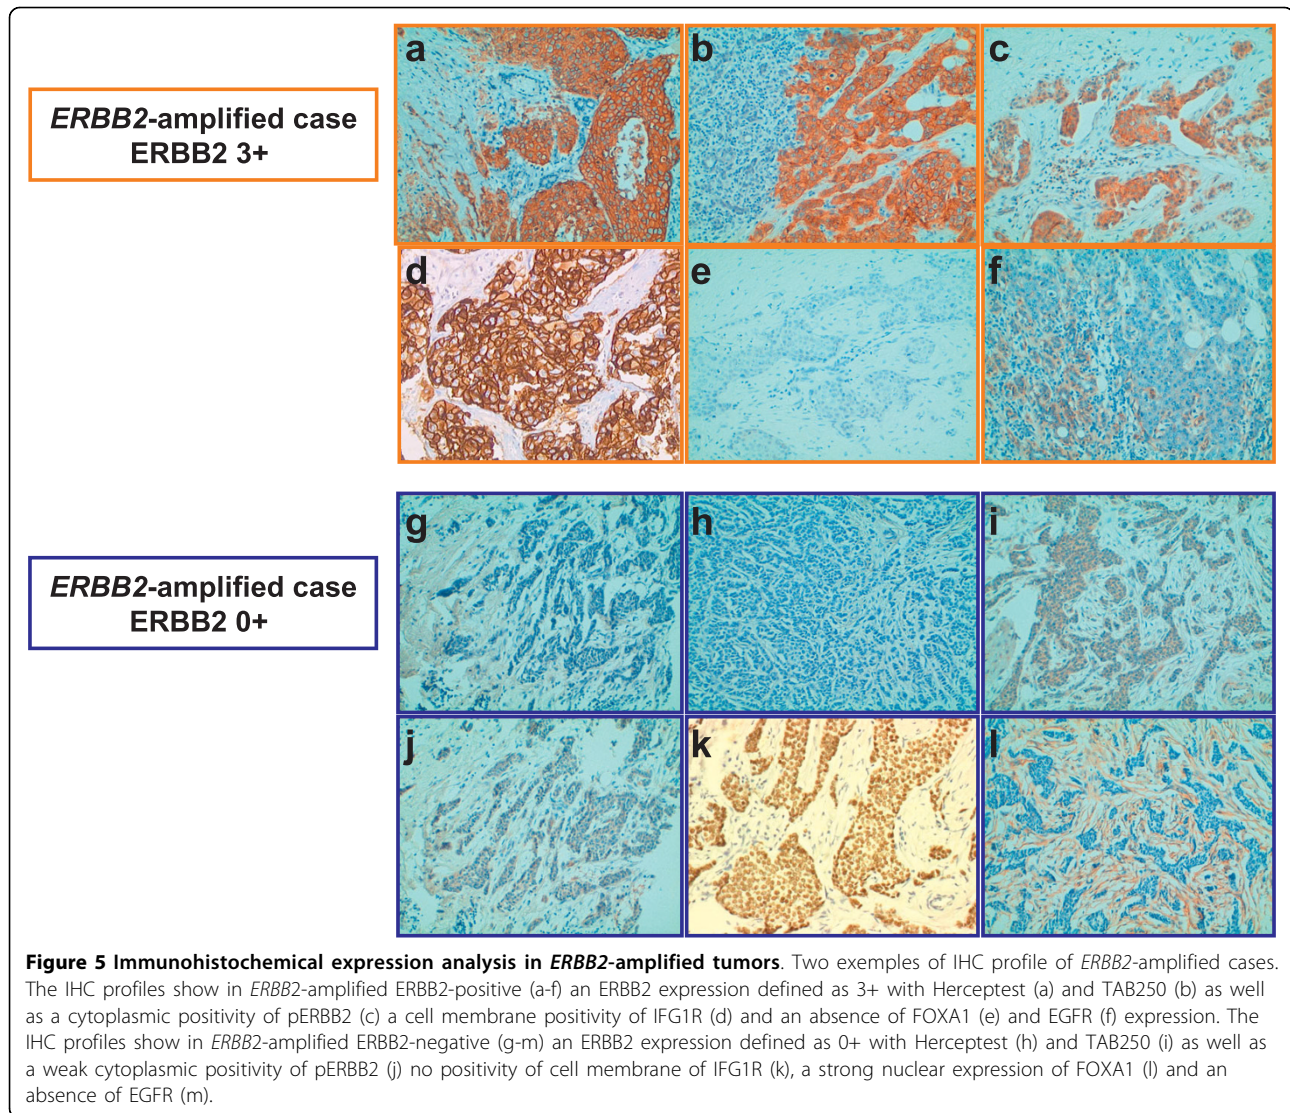 a
b
c
ERBB2-amplified case
ERBB2 3+
d
e
f
g
h
i
ERBB2-amplified case
ERBB2 0+
j
k
l
Figure 5 Immunohistochemical expression analysis in ERBB2-amplified tumors. Two exemples of IHC profile of ERBB2-amplified cases.
The IHC profiles show in ERBB2-amplified ERBB2-positive (a-f) an ERBB2 expression defined as 3+ with Herceptest (a) and TAB250 (b) as well
as a cytoplasmic positivity of pERBB2 (c) a cell membrane positivity of IFG1R (d) and an absence of FOXA1 (e) and EGFR (f) expression. The
IHC profiles show in ERBB2-amplified ERBB2-negative (g-m) an ERBB2 expression defined as 0+ with Herceptest (h) and TAB250 (i) as well as
a weak cytoplasmic positivity of pERBB2 (j) no positivity of cell membrane of IFG1R (k), a strong nuclear expression of FOXA1 (l) and an
absence of EGFR (m).